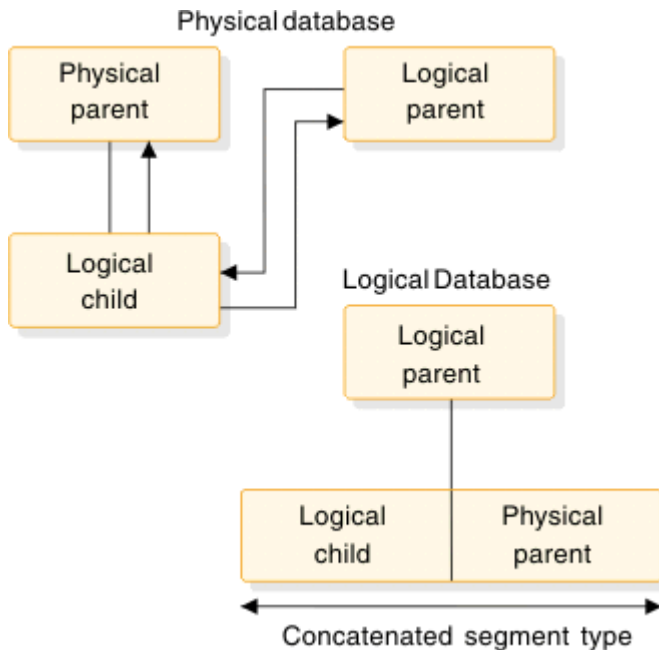 Physical database
Physical
parent
Logical
parent
Logical
child
Logical Database
Logical
parent
Logical
child
Physical
parent
Concatenated segment type